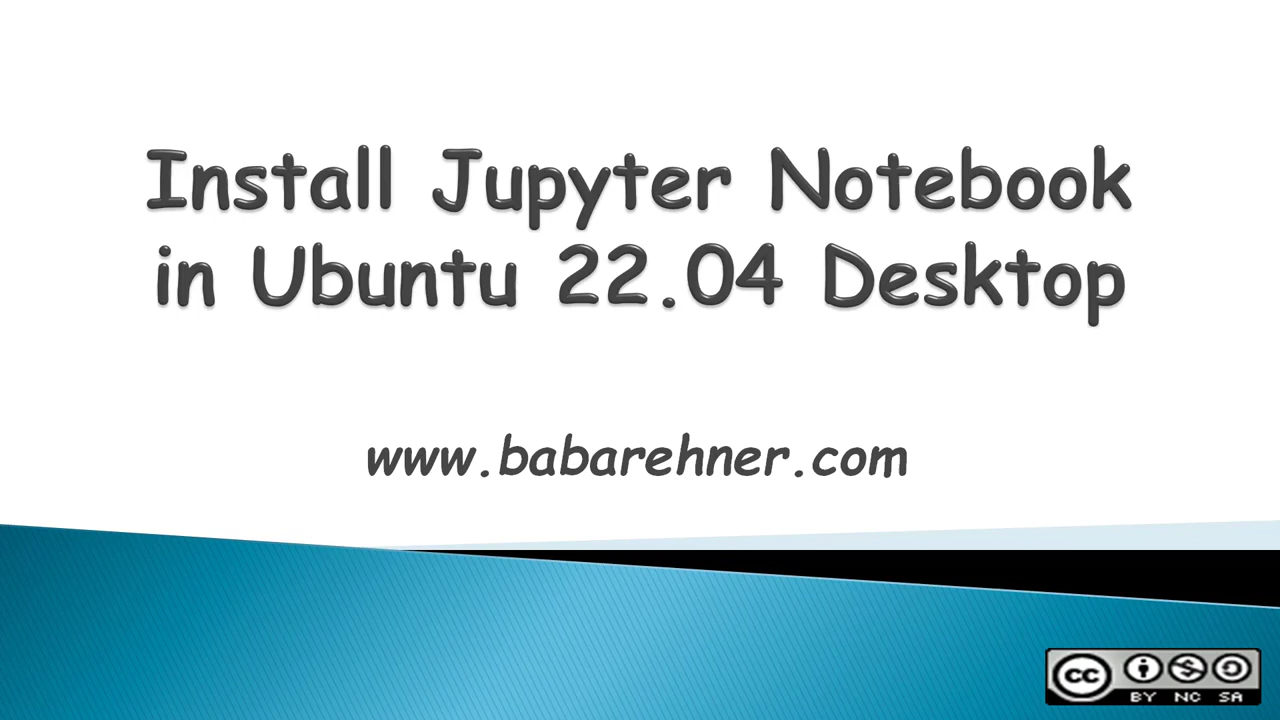 Install Jupyter Notebook
in Ubuntu 22.04 Desktop
www.babarehner.com
cc
BY NC SA